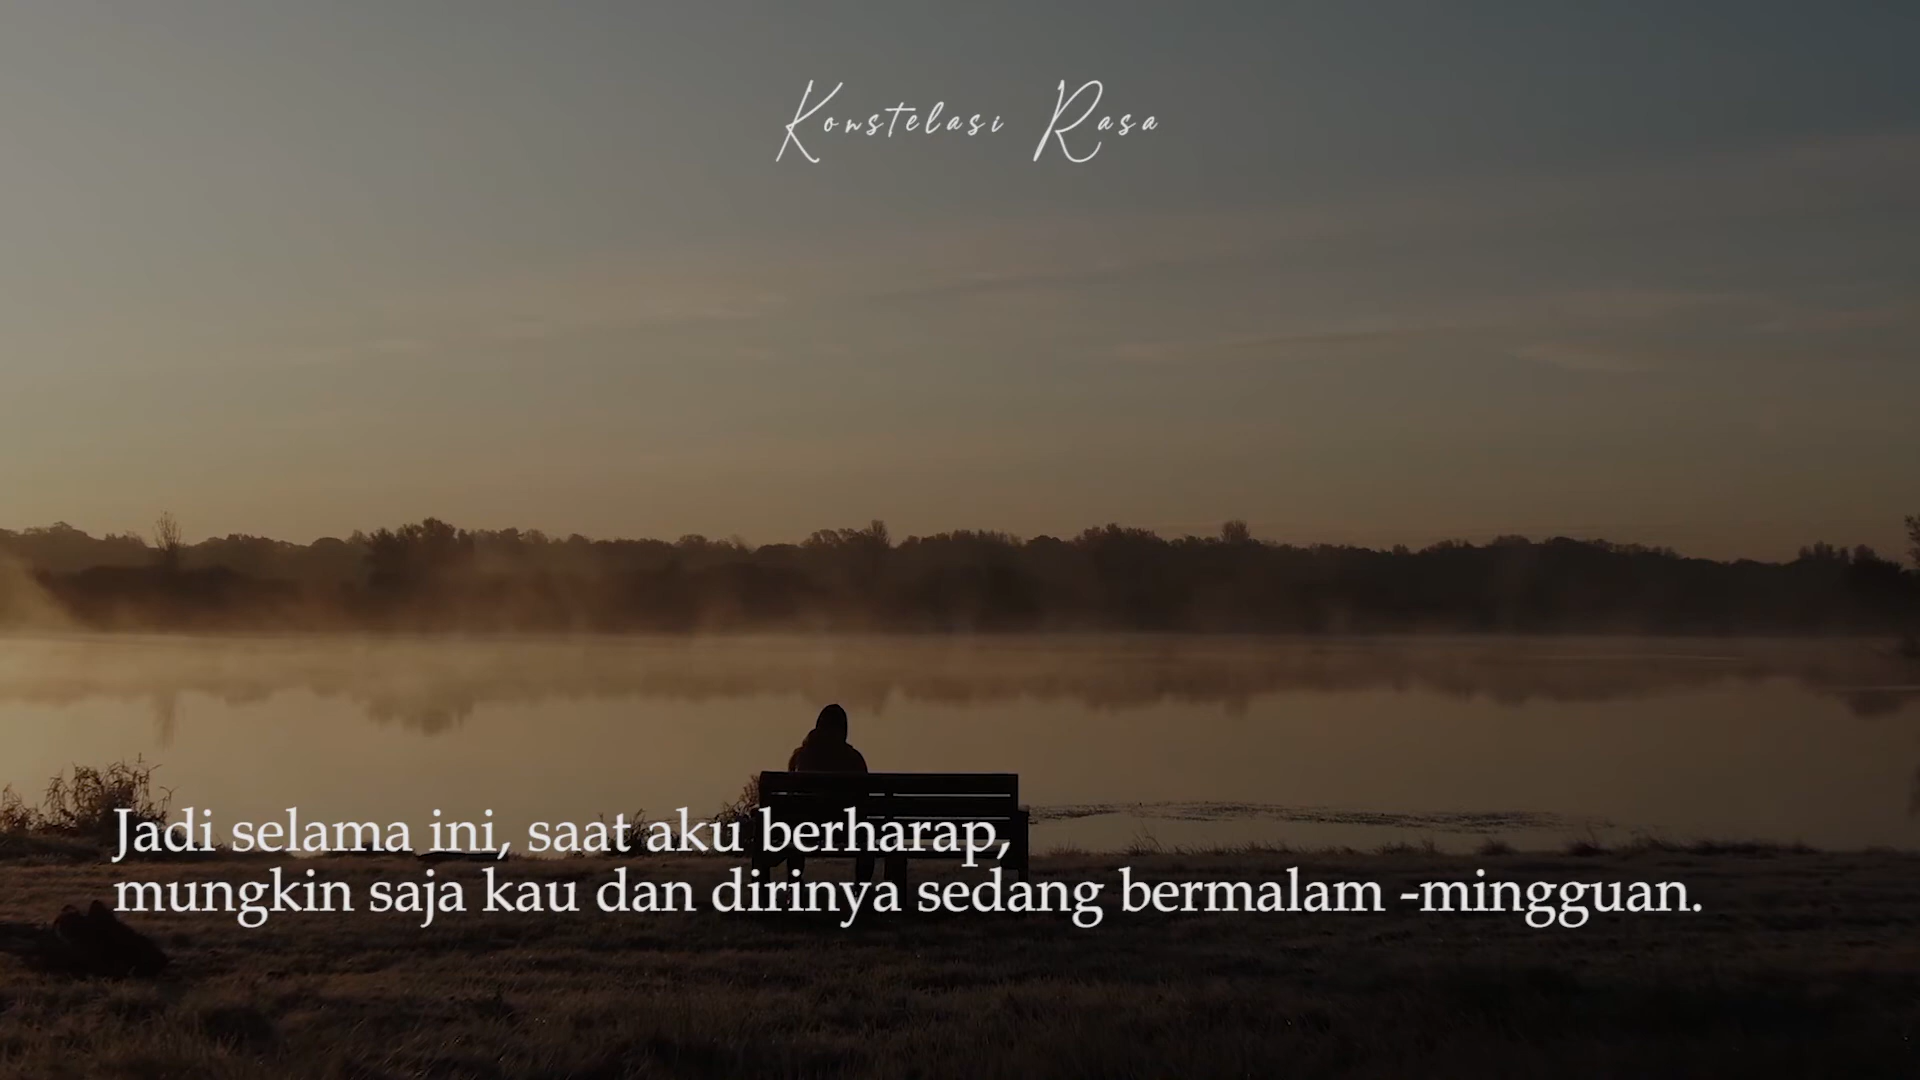 Konstelasi Rasa
Jadi selama ini, saat aku berharap,
mungkin saja kau dan dirinya sedang bermalam -mingguan.